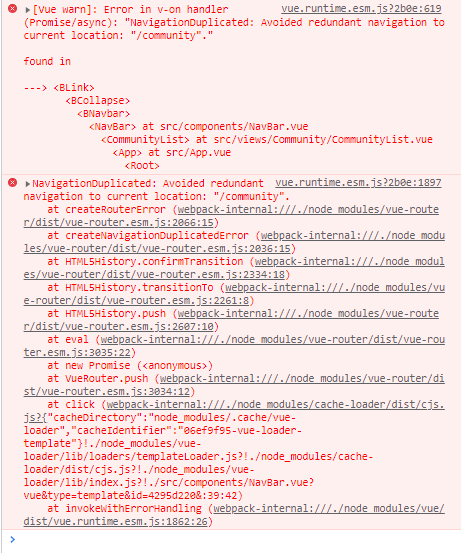 [Vue warn]: Error in v-on handler vue.runtime.esm.js?2b0e:619
(Promise/async): "NavigationDuplicated: Avoided redundant navigation to
current location: "/community"."
found in
---> <BLink>
<BCollapse>
<BNavbar>
<NavBar> at src/components/NavBar.vue
<CommunityList> at src/views/Community/CommunityList.vue
<App> at src/App.vue
<Root>
NavigationDuplicated: Avoided redundant vue.runtime.esm.js?2b0e:1897
navigation to current location: "/community".
at createRouterError (webpack-internal:///./node_modules/vue-route
r/dist/vue-router.esm.js:2066:15)
at createNavigationDuplicatedError (webpack-internal:///./node_modu
les/vue-router/dist/vue-router.esm.js:2036:15)
at HTML5History.confirmTransition (webpack-internal:///./node_modul
es/vue-router/dist/vue-router.esm.js:2334:18)
at HTML5History.transitionTo (webpack-internal:///./node_modules/vu
e-router/dist/vue-router.esm.js:2261:8)
at HTML5History.push (webpack-internal:///./node_modules/vue-route
r/dist/vue-router.esm.js:2607:10)
at eval (webpack-internal:///./node_modules/vue-router/dist/vue-rou
ter.esm.js:3035:22)
at new Promise (<anonymous>)
at VueRouter.push (webpack-internal:///./node_modules/vue-router/di
st/vue-router.esm.js:3034:12)
at click (webpack-internal:///./node_modules/cache-loader/dist/cjs.
js?{"cacheDirectory":"node_modules/.cache/vue-
loader","cacheIdentifier":"06ef9f95-vue-loader-
template"}!./node_modules/vue-
loader/lib/loaders/templateLoader.js?!./node_modules/cache-
loader/dist/cjs.js?!./node_modules/vue-
loader/lib/index.js?!./src/components/NavBar.vue?
vue&type=template&id=4295d220&:39:42)
at invokeWithErrorHandling (webpack-internal:///./node_modules/vue/
dist/vue.runtime.esm.js:1862:26)